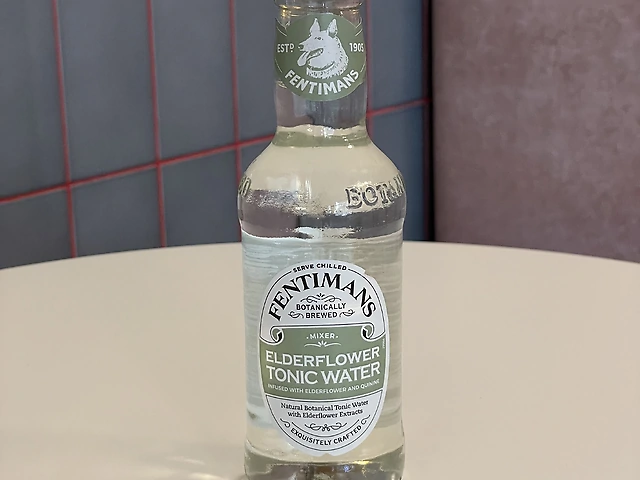 ESTD 1905
FENTIMANS
BOTAN
SERVE CHILLED
FENTIMANS
BOTANICALLY
BREWED
·MIXER·
ELDERFLOWER
TONIC WATER
INFUSED WITH ELDERFLOWER AND QUININE
Natural Botanical Tonic Water
with Elderflower Extracts
EXQUISITELY CRAFTED